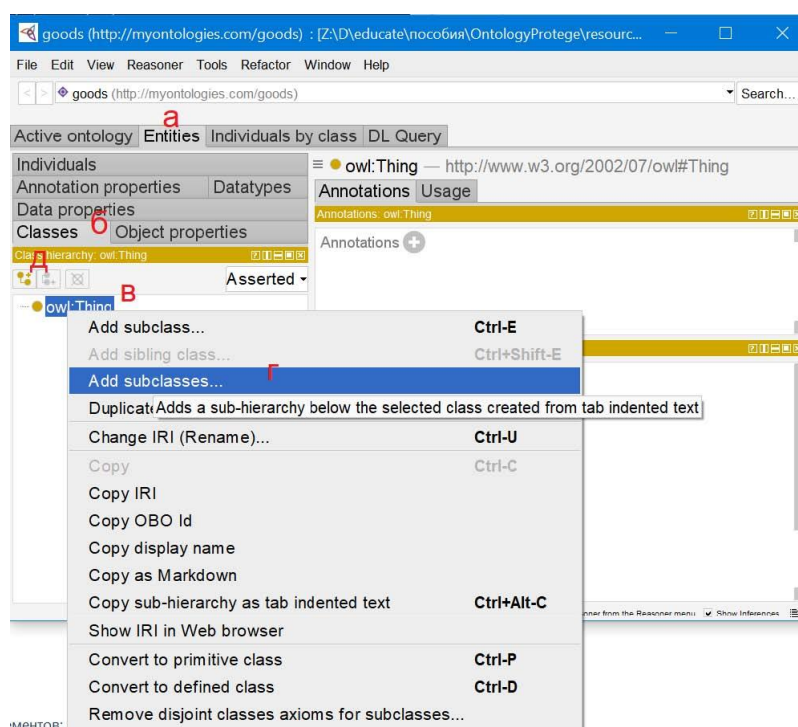 goods (http://myontologies.com/goods) : [Z:\D\educate\пособия\OntologyProtege\resourc...
File Edit View Reasoner Tools Refactor Window Help
goods (http://myontologies.com/goods) Search...
а
Active ontology Entities Individuals by class DL Query
Individuals
owl:Thing — http://www.w3.org/2002/07/owl#Thing
Annotation properties Datatypes
Annotations Usage
Data properties
Annotations: owl:Thing
б
Classes Object properties
Annotations
Class hierarchy: owl:Thing
д
Asserted
в
owl:Thing
Add subclass... Ctrl-E
Add sibling class... Ctrl+Shift-E
г
Add subclasses...
Duplicate
Adds a sub-hierarchy below the selected class created from tab indented text
Change IRI (Rename)... Ctrl-U
Copy Ctrl-C
Copy IRI
Copy OBO Id
Copy display name
Copy as Markdown
Copy sub-hierarchy as tab indented text Ctrl+Alt-C
from the Reasoner menu Show Inferences
Show IRI in Web browser
Convert to primitive class Ctrl-P
Convert to defined class Ctrl-D
Remove disjoint classes axioms for subclasses...